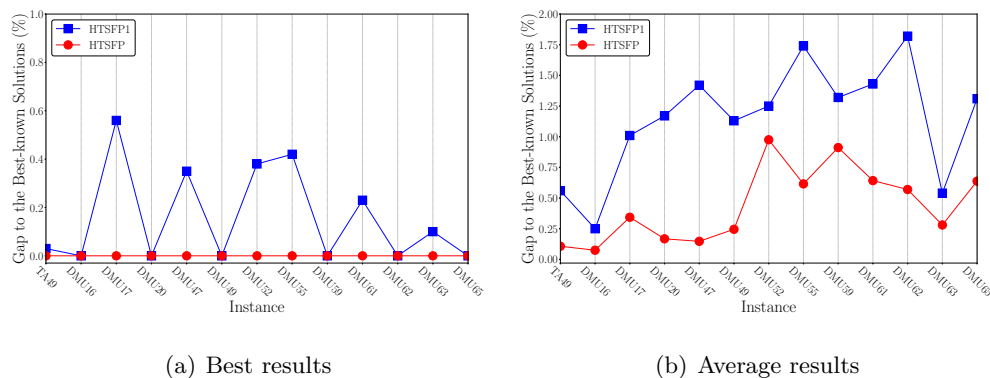 Gap to the Best-known Solutions (%)
1.0
0.8
0.6
0.4
0.2
0.0
HTSFP1
HTSFP
TA49
DMU16
DMU17
DMU20
DMU47
DMU49
DMU52
DMU55
DMU59
DMU61
DMU62
DMU63
DMU65
Instance
(a) Best results
Gap to the Best-known Solutions (%)
2.00
1.75
1.50
1.25
1.00
0.75
0.50
0.25
0.00
HTSFP1
HTSFP
TA49
DMU16
DMU17
DMU20
DMU47
DMU49
DMU52
DMU55
DMU59
DMU61
DMU62
DMU63
Instance
(b) Average results